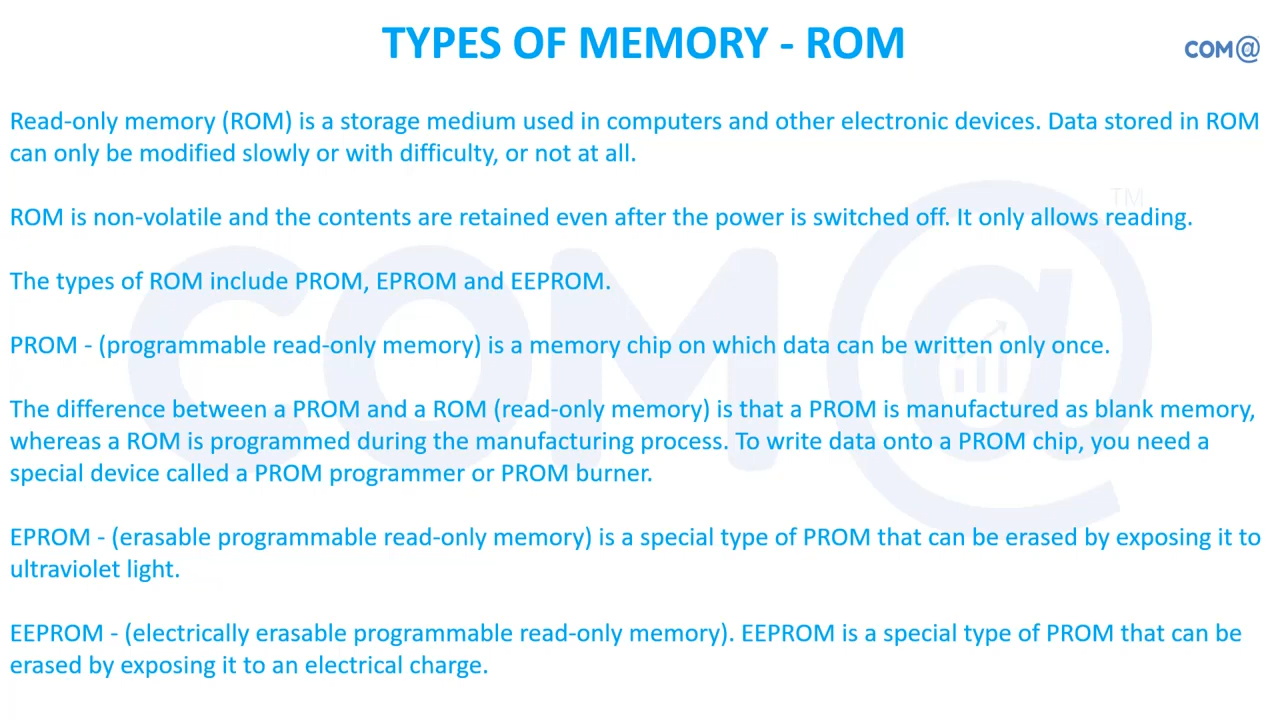 TYPES OF MEMORY - ROM
COM@
Read-only memory (ROM) is a storage medium used in computers and other electronic devices. Data stored in ROM
can only be modified slowly or with difficulty, or not at all.
ROM is non-volatile and the contents are retained even after the power is switched off. It only allows reading.
The types of ROM include PROM, EPROM and EEPROM.
PROM - (programmable read-only memory) is a memory chip on which data can be written only once.
The difference between a PROM and a ROM (read-only memory) is that a PROM is manufactured as blank memory,
whereas a ROM is programmed during the manufacturing process. To write data onto a PROM chip, you need a
special device called a PROM programmer or PROM burner.
EPROM - (erasable programmable read-only memory) is a special type of PROM that can be erased by exposing it to
ultraviolet light.
EEPROM - (electrically erasable programmable read-only memory). EEPROM is a special type of PROM that can be
erased by exposing it to an electrical charge.
COM@ TM